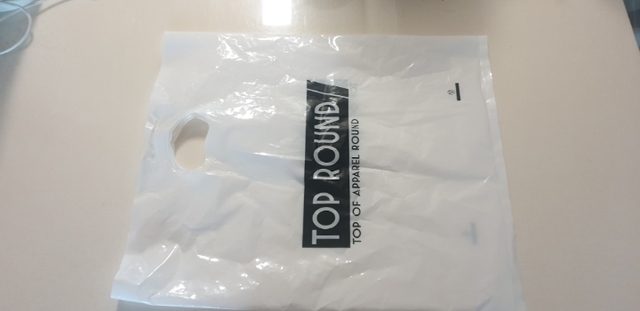 TOP ROUND
TOP OF APPAREL ROUND